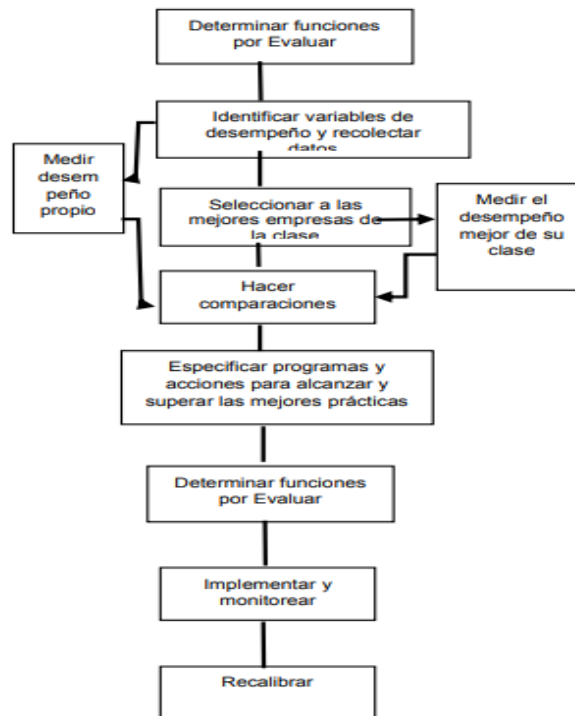 Determinar funciones
por Evaluar
Identificar variables de
desempeño y recolectar
datos
Medir
desem
peño
propio
Seleccionar a las
mejores empresas de
la clase
Medir el
desempeño
mejor de su
clase
Hacer
comparaciones
Especificar programas y
acciones para alcanzar y
superar las mejores prácticas
Determinar funciones
por Evaluar
Implementar y
monitorear
Recalibrar